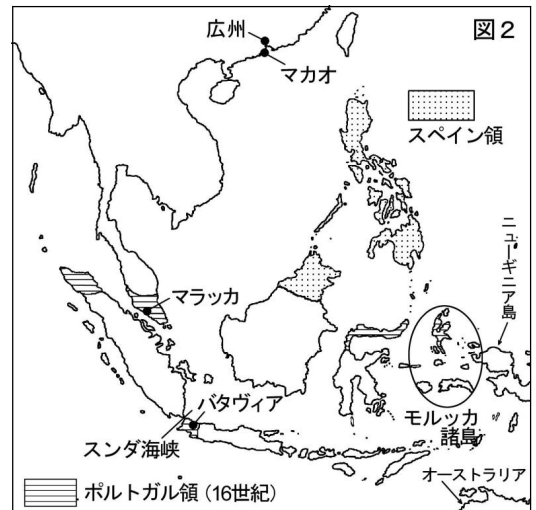 図2
広州
マカオ
スペイン領
ニューギニア島
マラッカ
バタヴィア
スンダ海峡
モルッカ
諸島
オーストラリア
ポルトガル領(16世紀)